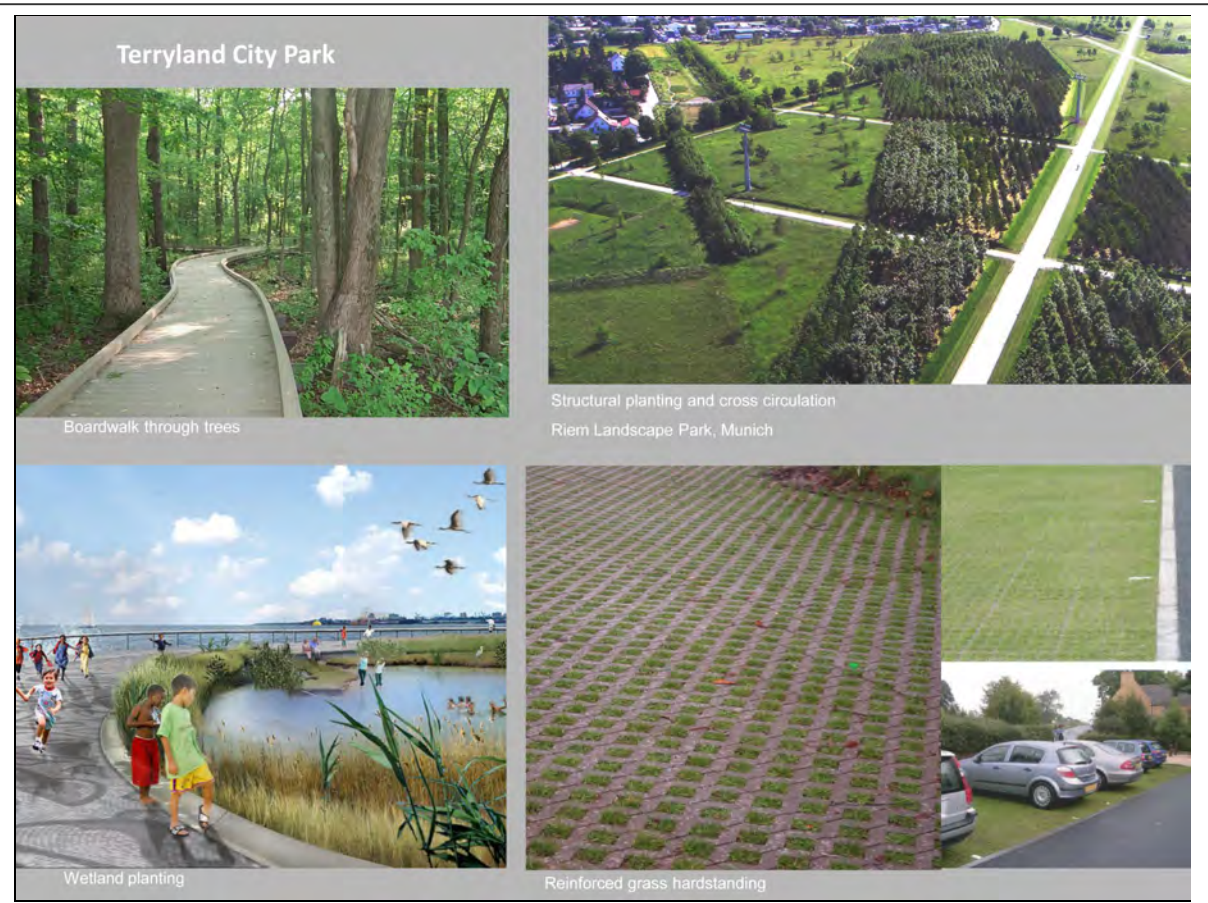 Terryland City Park
Boardwalk through trees
Structural planting and cross circulation
Riem Landscape Park, Munich
Wetland planting
Reinforced grass hardstanding